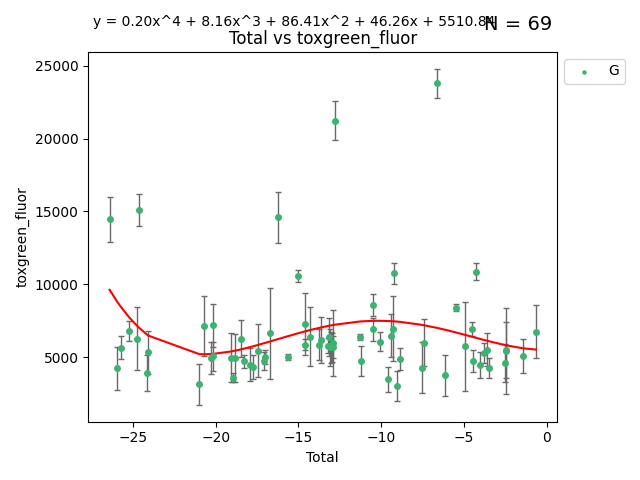 y = 0.20x^4 + 8.16x^3 + 86.41x^2 + 46.26x + 5510.84
N = 69
Total vs toxgreen_fluor
G
25000
20000
15000
10000
5000
toxgreen_fluor
−25
−20
−15
−10
−5
0
Total